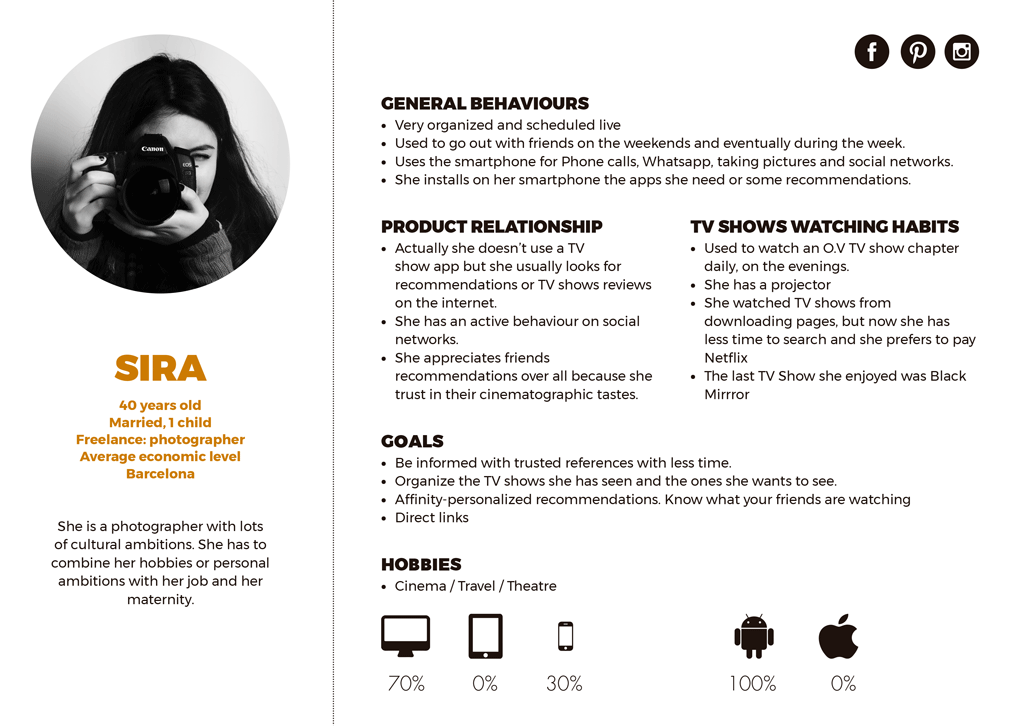 Canon
EOS
SIRA
40 years old
Married, 1 child
Freelance: photographer
Average economic level
Barcelona
She is a photographer with lots
of cultural ambitions. She has to
combine her hobbies or personal
ambitions with her job and her
maternity.
GENERAL BEHAVIOURS
• Very organized and scheduled live
• Used to go out with friends on the weekends and eventually during the week.
• Uses the smartphone for Phone calls, Whatsapp, taking pictures and social networks.
• She installs on her smartphone the apps she need or some recommendations.
PRODUCT RELATIONSHIP
• Actually she doesn't use a TV
show app but she usually looks for
recommendations or TV shows reviews
on the internet.
• She has an active behaviour on social
networks.
• She appreciates friends
recommendations over all because she
trust in their cinematographic tastes.
TV SHOWS WATCHING HABITS
• Used to watch an O.V TV show chapter
daily, on the evenings.
• She has a projector
• She watched TV shows from
downloading pages, but now she has
less time to search and she prefers to pay
Netflix
• The last TV Show she enjoyed was Black
Mirrror
GOALS
• Be informed with trusted references with less time.
• Organize the TV shows she has seen and the ones she wants to see.
• Affinity-personalized recommendations. Know what your friends are watching
• Direct links
HOBBIES
• Cinema / Travel / Theatre
70% 0% 30% 100% 0%